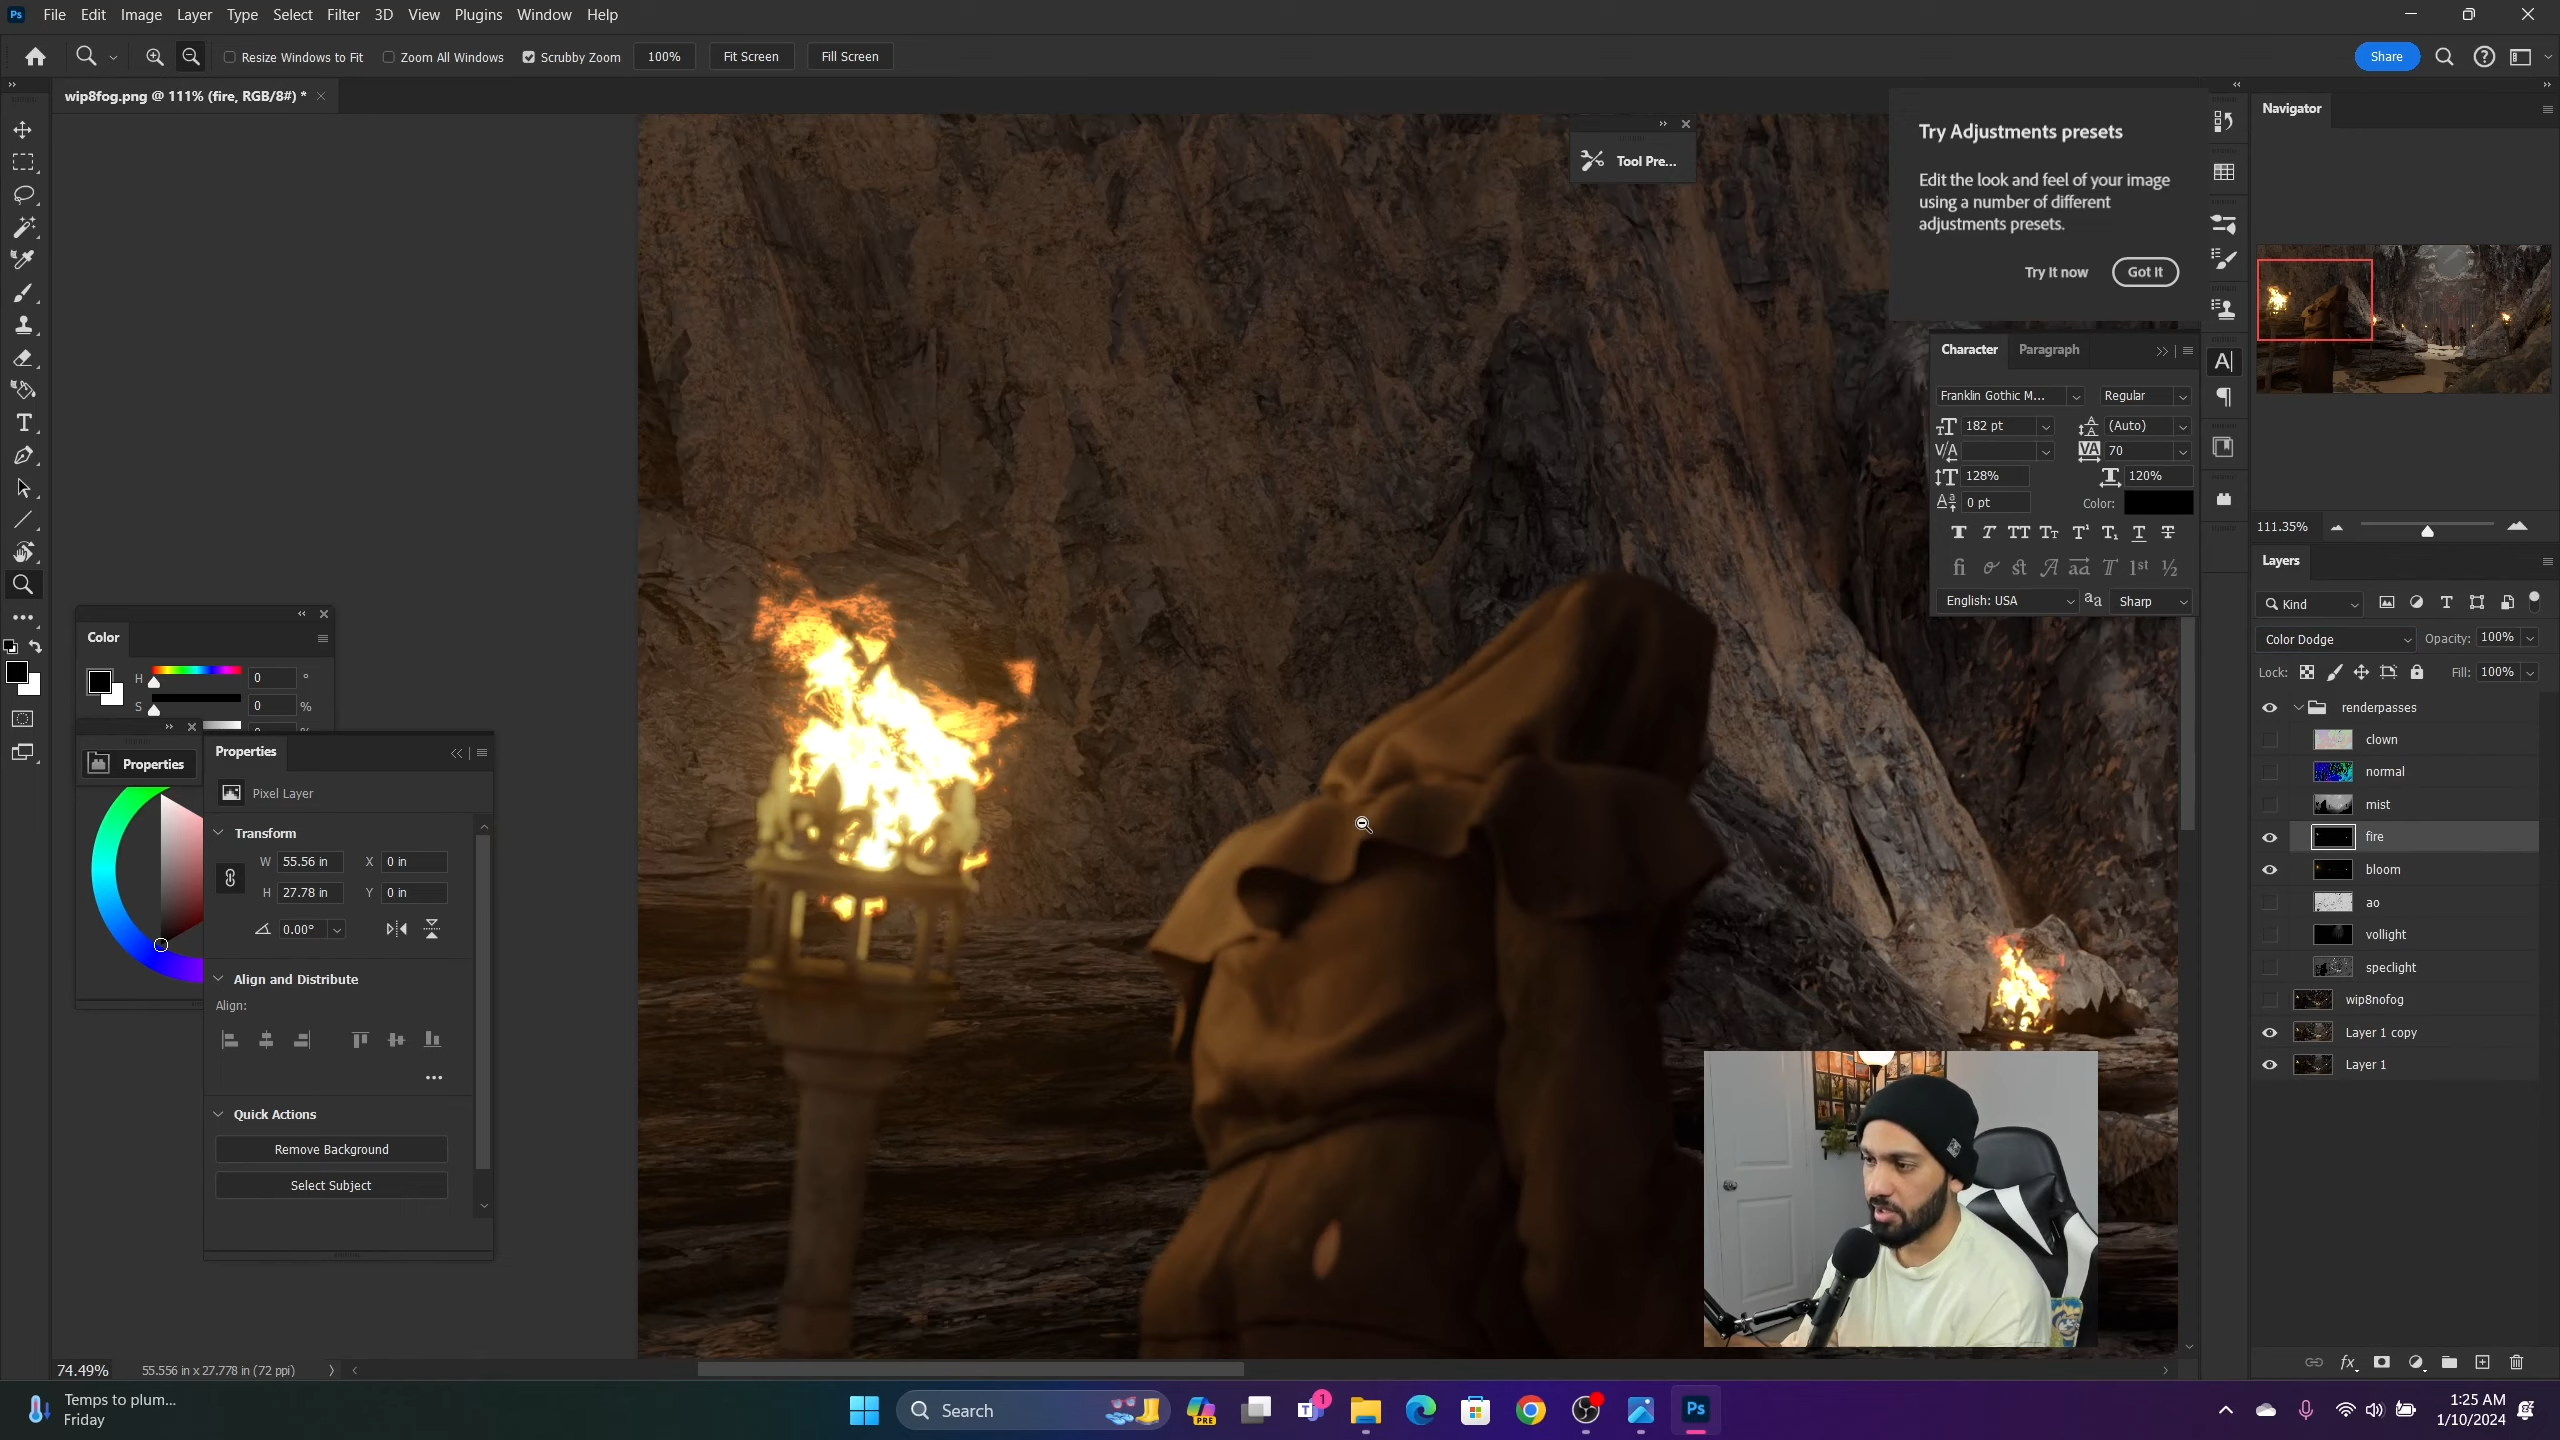 File Edit Image Layer Type Select Filter 3D View Plugins Window Help
Resize Windows to Fit Zoom All Windows Scrubby Zoom 100% Fit Screen Fill Screen
Share
wip8fog.png @ 111% (fire, RGB/8#) *
Tool Pre...
Try Adjustments presets
Edit the look and feel of your image
using a number of different
adjustments presets.
Try It now Got It
Character Paragraph
Franklin Gothic M... Regular
182 pt (Auto)
70
128% 120%
0 pt Color:
English: USA Sharp
Navigator
111.35%
Layers
Kind
Color Dodge Opacity: 100%
Lock: Fill: 100%
renderpasses
clown
normal
mist
fire
bloom
ao
vollight
speclight
wip8nofog
Layer 1 copy
Layer 1
Color
H 0 °
S 0 %
Properties
Properties
Pixel Layer
Transform
W 55.56 in X 0 in
H 27.78 in Y 0 in
0.00°
Align and Distribute
Align:
Quick Actions
Remove Background
Select Subject
74.49% 55.556 in x 27.778 in (72 ppi)
Temps to plum...
Friday
Search
PRE
1
Ps
1:25 AM
1/10/2024